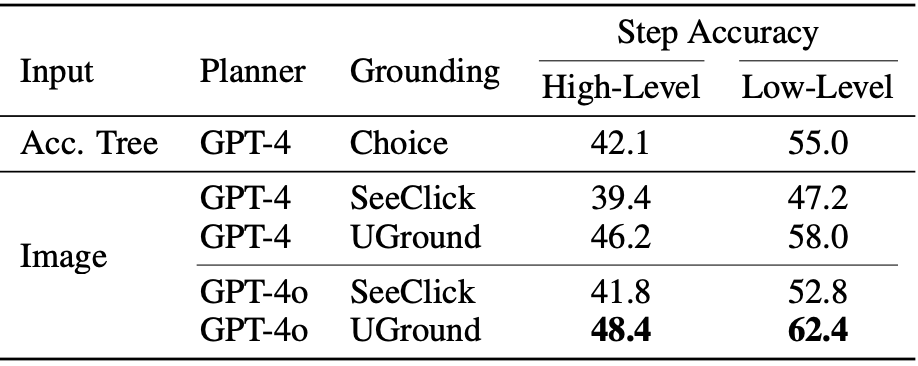 Step Accuracy
Input Planner Grounding
High-Level Low-Level
Acc. Tree GPT-4 Choice 42.1 55.0
GPT-4 SeeClick 39.4 47.2
GPT-4 UGround 46.2 58.0
Image
GPT-4o SeeClick 41.8 52.8
GPT-4o UGround 48.4 62.4